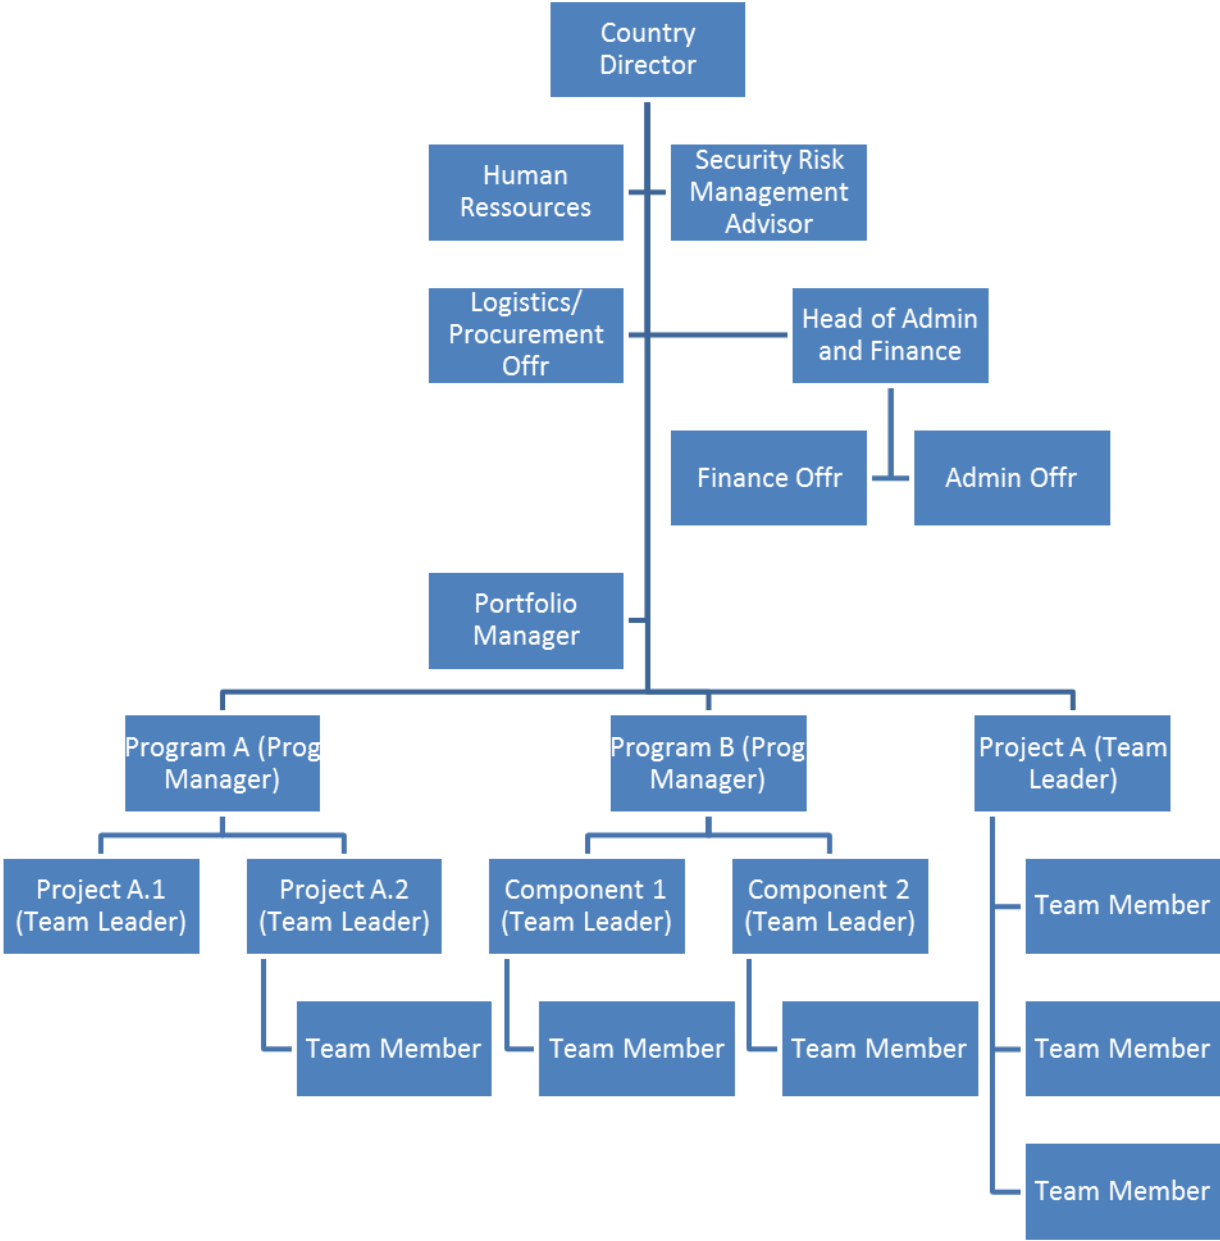 Country
Director
Human
Ressources
Security Risk
Management
Advisor
Logistics/
Procurement
Offr
Head of Admin
and Finance
Finance Offr
Admin Offr
Portfolio
Manager
Program A (Prog
Manager)
Program B (Prog
Manager)
Project A (Team
Leader)
Project A.1
(Team Leader)
Project A.2
(Team Leader)
Component 1
(Team Leader)
Component 2
(Team Leader)
Team Member
Team Member
Team Member
Team Member
Team Member
Team Member